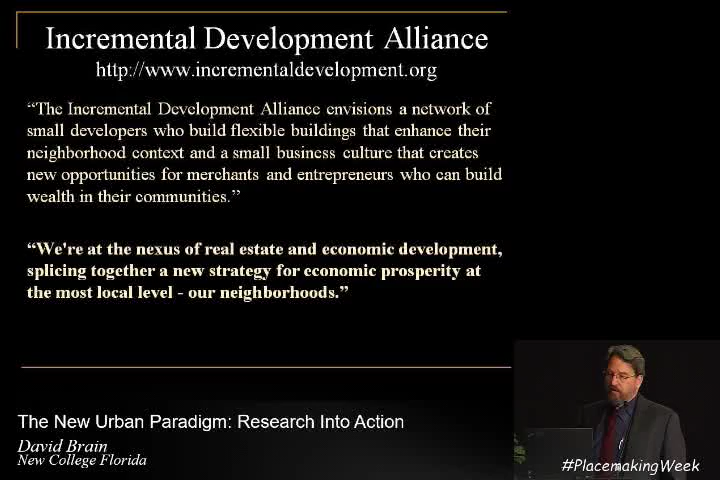 Incremental Development Alliance
http://www.incrementaldevelopment.org
“The Incremental Development Alliance envisions a network of
small developers who build flexible buildings that enhance their
neighborhood context and a small business culture that creates
new opportunities for merchants and entrepreneurs who can build
wealth in their communities.”
“We're at the nexus of real estate and economic development,
splicing together a new strategy for economic prosperity at
the most local level - our neighborhoods.”
The New Urban Paradigm: Research Into Action
David Brain
New College Florida
#PlacemakingWeek